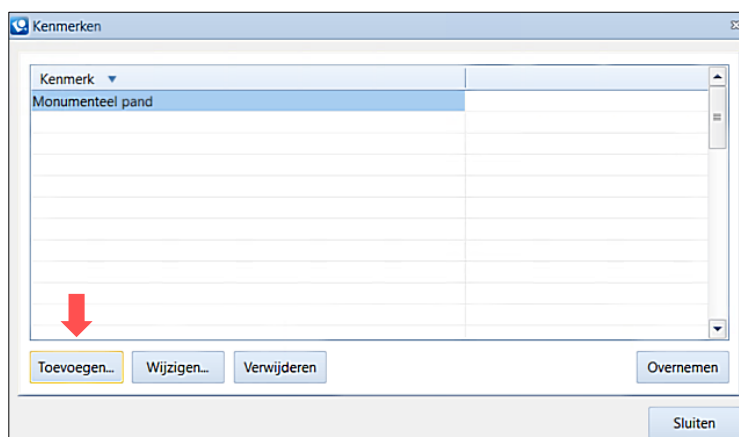 Kenmerken
Kenmerk
Monumenteel pand
Toevoegen... Wijzigen... Verwijderen Overnemen
Sluiten